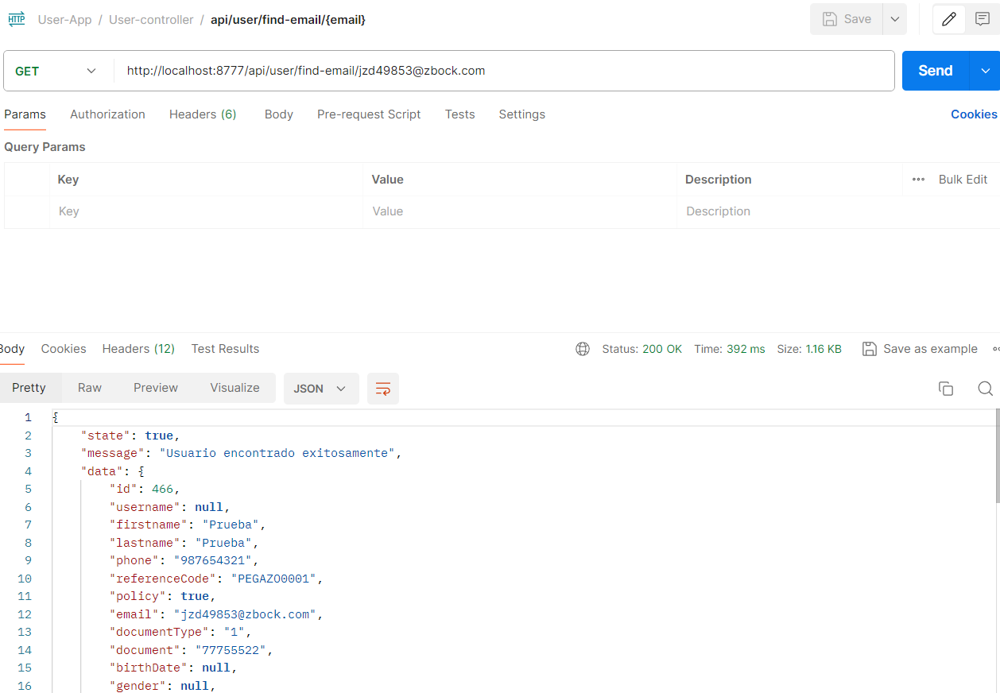 HTTP User-App / User-controller / api/user/find-email/{email} Save
GET http://localhost:8777/api/user/find-email/jzd49853@zbock.com Send
Params Authorization Headers (6) Body Pre-request Script Tests Settings Cookies
Query Params
Key Value Description ••• Bulk Edit
Key Value Description
Body Cookies Headers (12) Test Results Status: 200 OK Time: 392 ms Size: 1.16 KB Save as example
Pretty Raw Preview Visualize JSON
1 {
2 "state": true,
3 "message": "Usuario encontrado exitosamente",
4 "data": {
5 "id": 466,
6 "username": null,
7 "firstname": "Prueba",
8 "lastname": "Prueba",
9 "phone": "987654321",
10 "referenceCode": "PEGAZO0001",
11 "policy": true,
12 "email": "jzd49853@zbock.com",
13 "documentType": "1",
14 "document": "77755522",
15 "birthDate": null,
16 "gender": null,